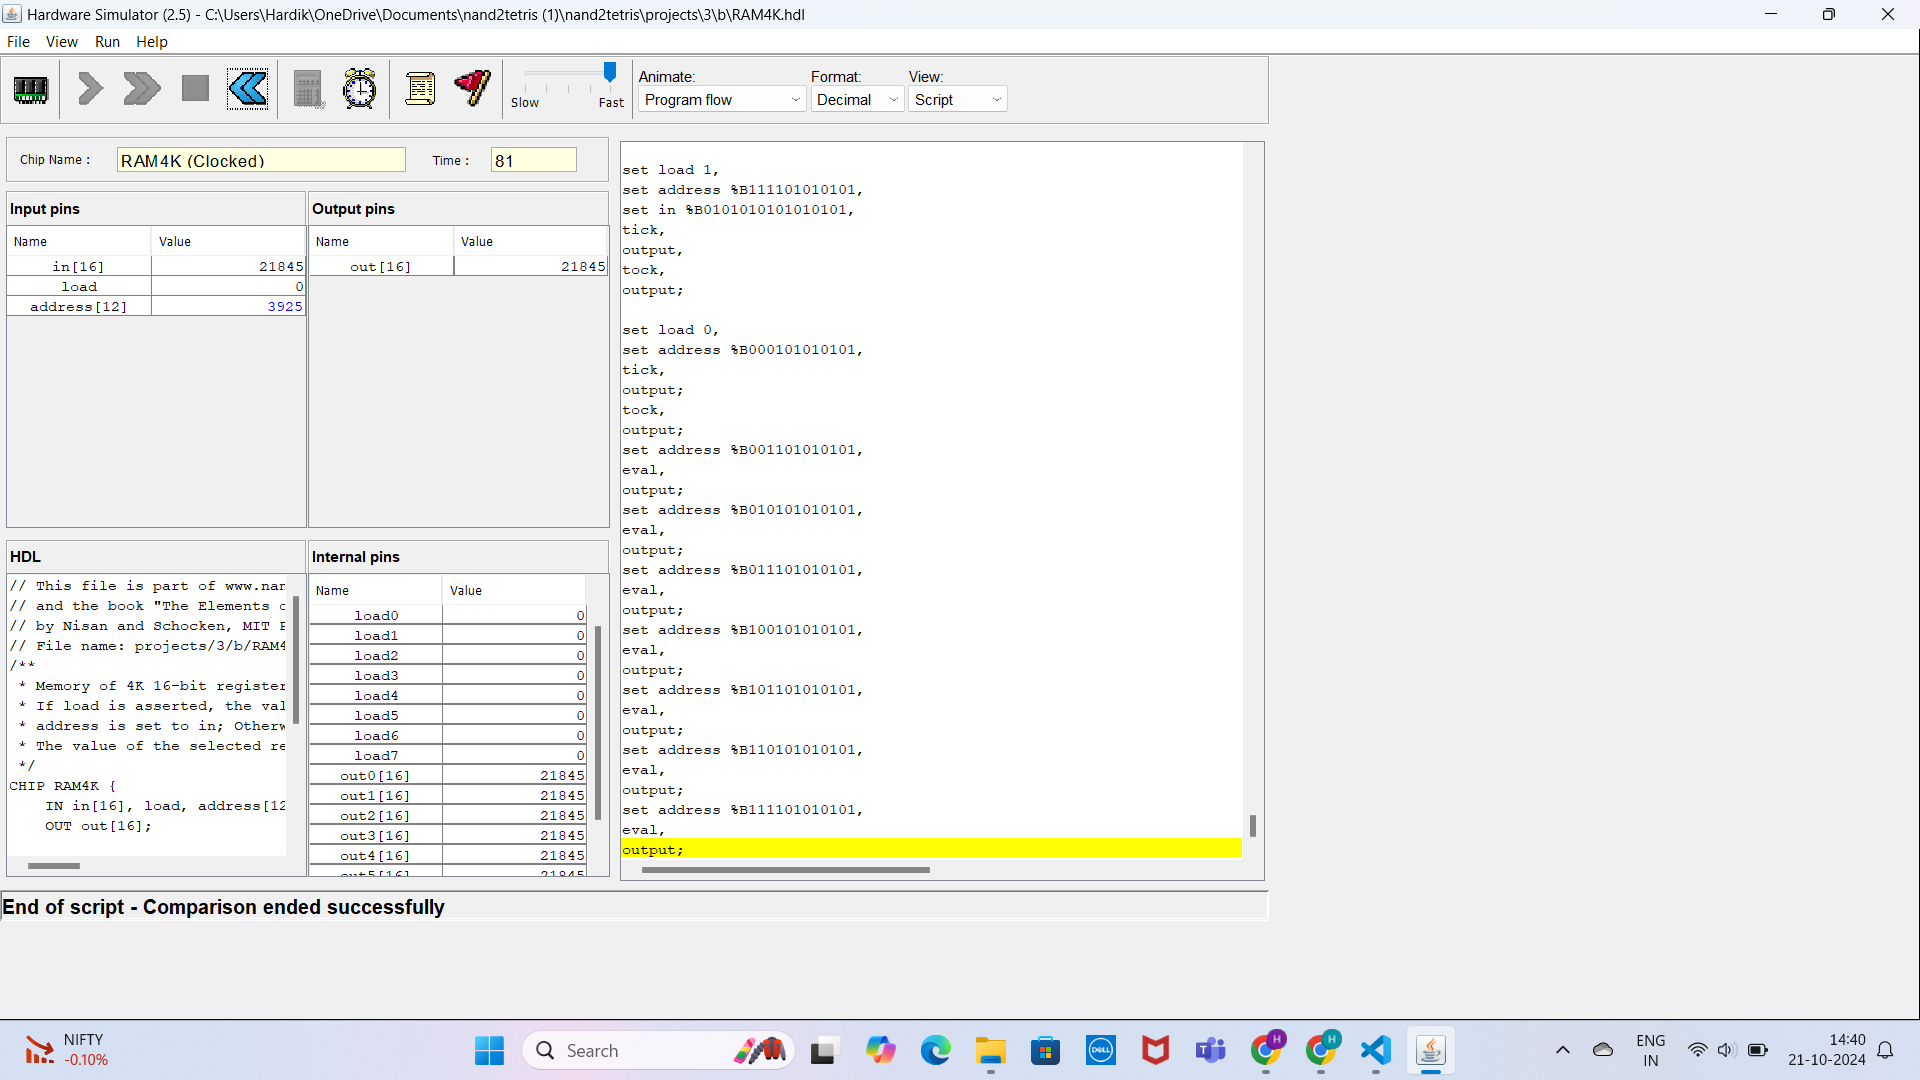 Hardware Simulator (2.5) - C:\Users\Hardik\OneDrive\Documents\nand2tetris (1)\nand2tetris\projects\3\b\RAM4K.hdl
File View Run Help
Slow Fast
Animate: Format: View:
Program flow Decimal Script
Chip Name : RAM4K (Clocked) Time : 81
Input pins
Name Value
in[16] 21845
load 0
address[12] 3925
Output pins
Name Value
out[16] 21845
HDL
// This file is part of www.nan
// and the book "The Elements o
// by Nisan and Schocken, MIT P
// File name: projects/3/b/RAM4
/**
* Memory of 4K 16-bit register
* If load is asserted, the val
* address is set to in; Otherw
* The value of the selected re
*/
CHIP RAM4K {
IN in[16], load, address[12
OUT out[16];
Internal pins
Name Value
load0 0
load1 0
load2 0
load3 0
load4 0
load5 0
load6 0
load7 0
out0[16] 21845
out1[16] 21845
out2[16] 21845
out3[16] 21845
out4[16] 21845
out5[16] 21845
set load 1,
set address %B111101010101,
set in %B0101010101010101,
tick,
output,
tock,
output;
set load 0,
set address %B000101010101,
tick,
output;
tock,
output;
set address %B001101010101,
eval,
output;
set address %B010101010101,
eval,
output;
set address %B011101010101,
eval,
output;
set address %B100101010101,
eval,
output;
set address %B101101010101,
eval,
output;
set address %B110101010101,
eval,
output;
set address %B111101010101,
eval,
output;
End of script - Comparison ended successfully
NIFTY
-0.10%
Search
DELL
H
H
ENG
IN
14:40
21-10-2024